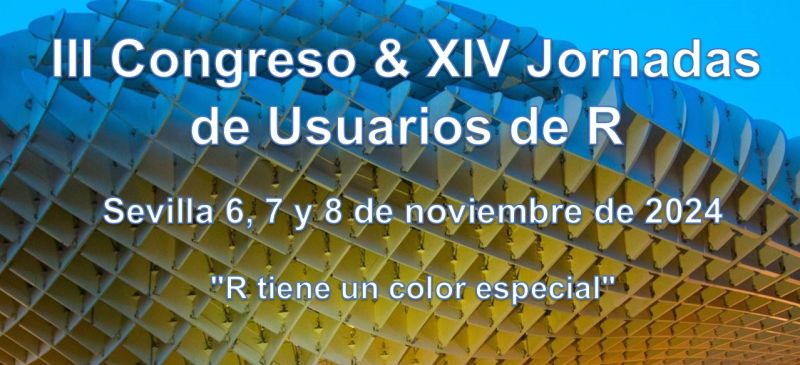 III Congreso & XIV Jornadas
de Usuarios de R
Sevilla 6, 7 y 8 de noviembre de 2024
"R tiene un color especial"